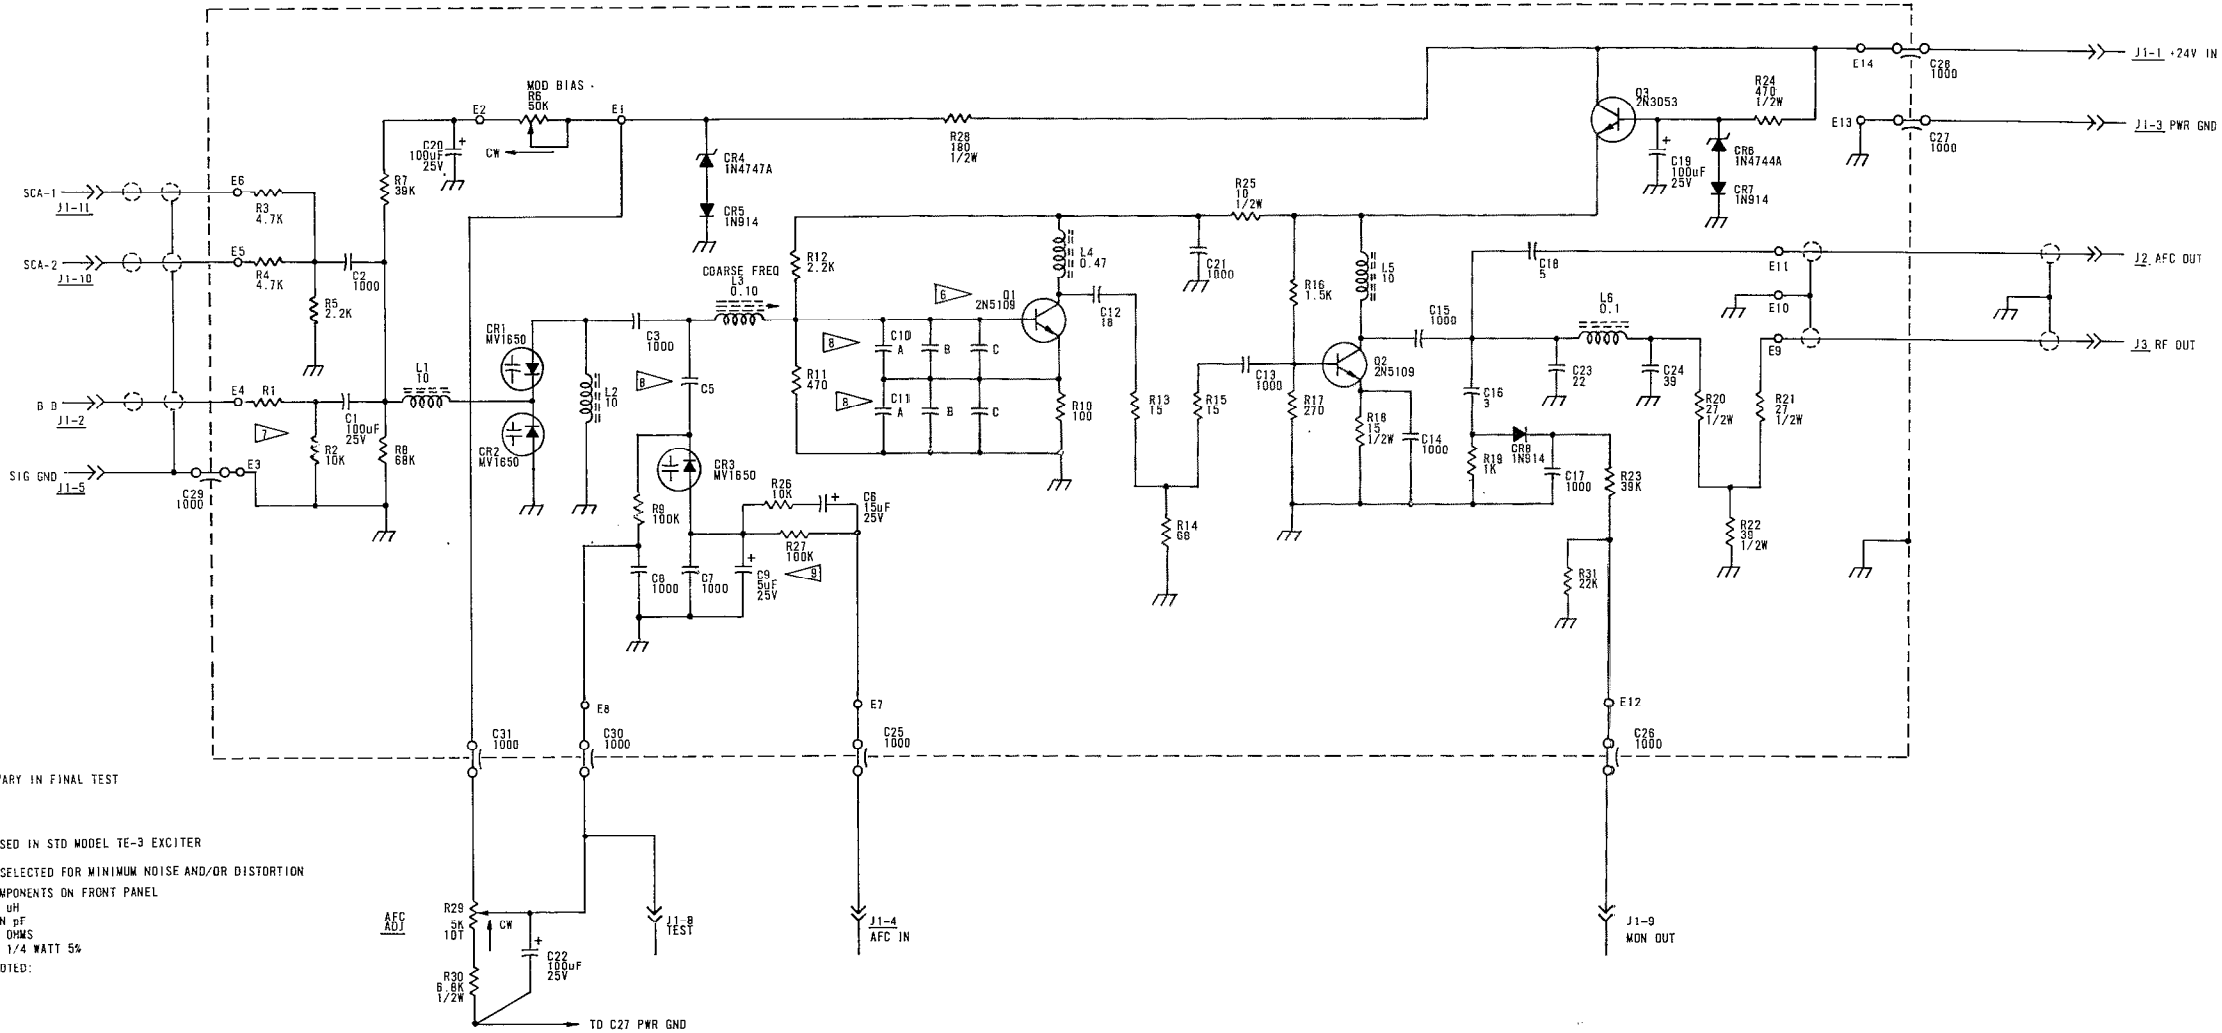 J1-1 +24V IN
E14
C28
1000
R24
470
1/2W
Q3
2N3053
MOD BIAS
R6
50K
E2
E1
CW
C20
100uF
25V
R7
39K
R28
180
1/2W
CR4
1N4747A
CR5
1N914
C19
100uF
25V
CR6
1N4744A
CR7
1N914
E13
C27
1000
J1-3 PWR GND
SCA-1
J1-11
E6
R3
4.7K
SCA-2
J1-10
E5
R4
4.7K
C2
1000
R5
2.2K
R25
10
1/2W
R12
2.2K
L4
0.47
C21
1000
R16
1.5K
L5
10
C18
5
E11
J2 AFC OUT
E10
COARSE FREQ
L3
0.10
6
Q1
2N5109
C12
18
CR1
MV1650
C3
1000
8
C10
A
B
C
C15
1000
L6
0.1
E9
J3 RF OUT
L1
10
L2
10
8
C5
R11
470
C13
1000
Q2
2N5109
C23
22
C24
39
B B
J1-2
E4
R1
C1
100uF
25V
8
C11
A
B
C
R10
100
R13
15
R15
15
R17
270
C16
3
R20
27
1/2W
R21
27
1/2W
7
R2
10K
R8
68K
CR2
MV1650
R18
15
1/2W
C14
1000
CR8
1N914
R19
1K
C17
1000
R23
39K
SIG GND
J1-5
E3
C29
1000
CR3
MV1650
R26
10K
C6
15uF
25V
R9
100K
R27
100K
R14
68
R22
39
1/2W
C8
1000
C7
1000
C9
5uF
25V
9
R31
22K
E8
E7
E12
C31
1000
C30
1000
C25
1000
C26
1000
ARY IN FINAL TEST
SED IN STD MODEL TE-3 EXCITER
SELECTED FOR MINIMUM NOISE AND/OR DISTORTION
MPONENTS ON FRONT PANEL
uH
N pF
OHMS
1/4 WATT 5%
OTED:
AFC
ADJ
R29
5K
10T
CW
C22
100uF
25V
J1-8
TEST
J1-4
AFC IN
J1-9
MON OUT
R30
6.8K
1/2W
TO C27 PWR GND